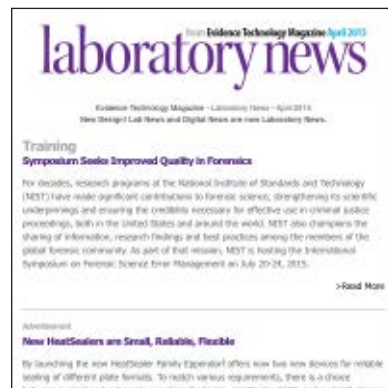 from Evidence Technology Magazine April 2015
laboratory news
Evidence Technology Magazine - Laboratory News - April 2015
New Design! Lab News and Digital News are now Laboratory News.
Training
Symposium Seeks Improved Quality in Forensics
For decades, research programs at the National Institute of Standards and Technology
(NIST) have made significant contributions to forensic science, strengthening its scientific
underpinnings and ensuring the credibility necessary for effective use in criminal justice
proceedings, both in the United States and around the world. NIST also champions the
sharing of information, research findings and best practices among the members of the
global forensic community. As part of that mission, NIST is hosting the International
Symposium on Forensic Science Error Management on July 20-24, 2015.
>Read More
Advertisement
New HeatSealers are Small, Reliable, Flexible
By launching the new HeatSealer Family Eppendorf offers now two new devices for reliable
sealing of different plate formats. To match various requirements, there is a choice